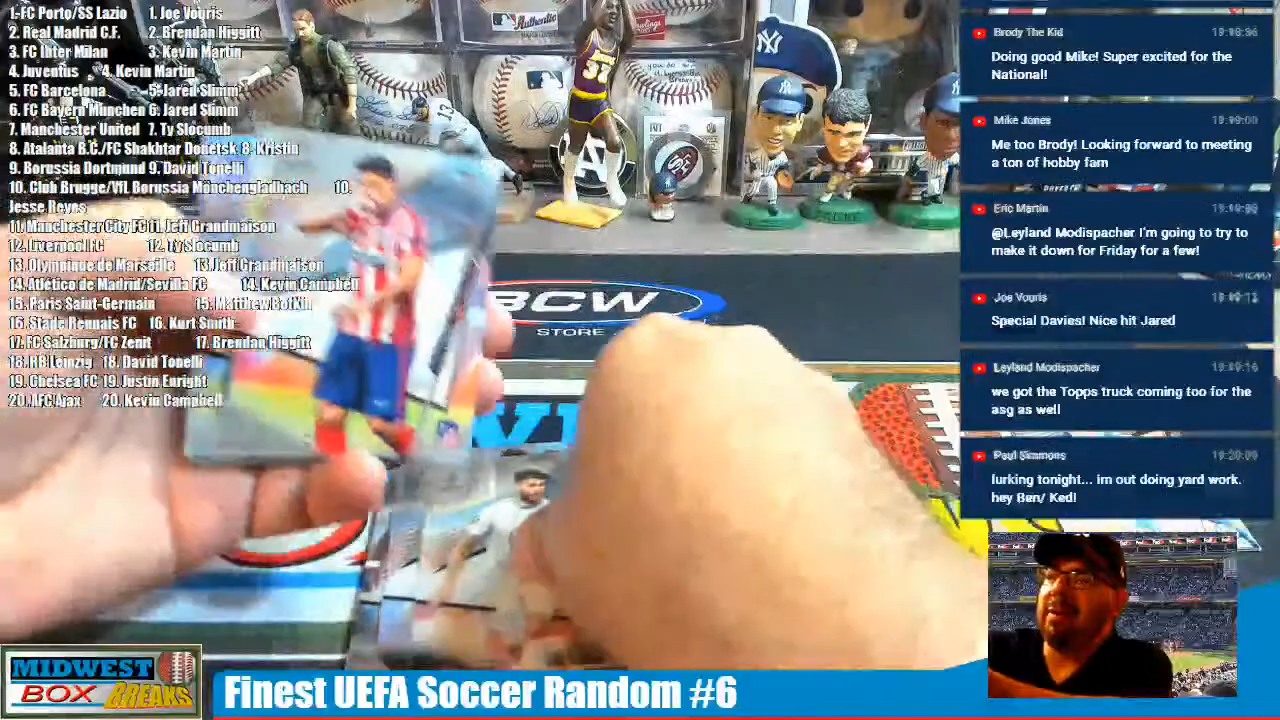 1-FC Porto/SS Lazio 1. Joe Vouris
2. Real Madrid C.F. 2. Brendan Higgitt
3. FC Inter Milan 3. Kevin Martin
4. Juventus 4. Kevin Martin
5. FC Barcelona 5. Jared Slimm
6. FC Bayern München 6. Jared Slimm
7. Manchester United 7. Ty Slocumb
8. Atalanta B.C./FC Shakhtar Donetsk 8. Kristin
9. Borussia Dortmund 9. David Tonelli
10. Club Brugge/VfL Borussia Mönchengladbach 10.
Jesse Reyes
11. Manchester City FC 11. Jeff Grandmaison
12. Liverpool FC 12. Ty Slocumb
13. Olympique de Marseille 13. Jeff Grandmaison
14. Atlético de Madrid/Sevilla FC 14. Kevin Campbell
15. Paris Saint-Germain 15. Matthew Botkin
16. Stade Rennais FC 16. Kurt Smith
17. FC Salzburg/FC Zenit 17. Brendan Higgitt
18. RB Leipzig 18. David Tonelli
19. Chelsea FC 19. Justin Enright
20. AFC Ajax 20. Kevin Campbell
Authentic
Rawlings
32
BCW
STORE
Brody The Kid
Doing good Mike! Super excited for the
National!
Mike Jones
Me too Brody! Looking forward to meeting
a ton of hobby fam
Eric Martin
@Leyland Modispacher I'm going to try to
make it down for Friday for a few!
Joe Vouris
Special Davies! Nice hit Jared
Leyland Modispacher
we got the Topps truck coming too for the
asg as well
Paul Simmons
lurking tonight... im out doing yard work.
hey Ben/ Ked!
MIDWEST
BOX BREAKS
Finest UEFA Soccer Random #6